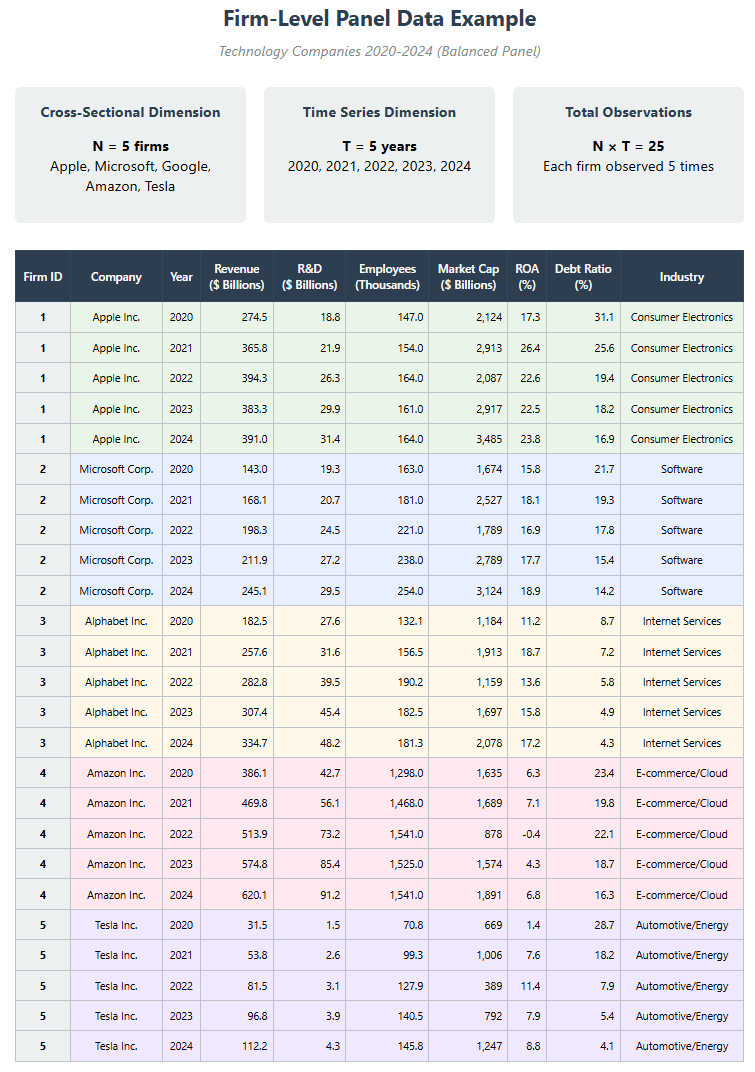 Firm-Level Panel Data Example
Technology Companies 2020-2024 (Balanced Panel)
Cross-Sectional Dimension
N = 5 firms
Apple, Microsoft, Google,
Amazon, Tesla
Time Series Dimension
T = 5 years
2020, 2021, 2022, 2023, 2024
Total Observations
N × T = 25
Each firm observed 5 times
Firm ID Company Year Revenue ($ Billions) R&D ($ Billions) Employees (Thousands) Market Cap ($ Billions) ROA (%) Debt Ratio (%) Industry
1 Apple Inc. 2020 274.5 18.8 147.0 2,124 17.3 31.1 Consumer Electronics
1 Apple Inc. 2021 365.8 21.9 154.0 2,913 26.4 25.6 Consumer Electronics
1 Apple Inc. 2022 394.3 26.3 164.0 2,087 22.6 19.4 Consumer Electronics
1 Apple Inc. 2023 383.3 29.9 161.0 2,917 22.5 18.2 Consumer Electronics
1 Apple Inc. 2024 391.0 31.4 164.0 3,485 23.8 16.9 Consumer Electronics
2 Microsoft Corp. 2020 143.0 19.3 163.0 1,674 15.8 21.7 Software
2 Microsoft Corp. 2021 168.1 20.7 181.0 2,527 18.1 19.3 Software
2 Microsoft Corp. 2022 198.3 24.5 221.0 1,789 16.9 17.8 Software
2 Microsoft Corp. 2023 211.9 27.2 238.0 2,789 17.7 15.4 Software
2 Microsoft Corp. 2024 245.1 29.5 254.0 3,124 18.9 14.2 Software
3 Alphabet Inc. 2020 182.5 27.6 132.1 1,184 11.2 8.7 Internet Services
3 Alphabet Inc. 2021 257.6 31.6 156.5 1,913 18.7 7.2 Internet Services
3 Alphabet Inc. 2022 282.8 39.5 190.2 1,159 13.6 5.8 Internet Services
3 Alphabet Inc. 2023 307.4 45.4 182.5 1,697 15.8 4.9 Internet Services
3 Alphabet Inc. 2024 334.7 48.2 181.3 2,078 17.2 4.3 Internet Services
4 Amazon Inc. 2020 386.1 42.7 1,298.0 1,635 6.3 23.4 E-commerce/Cloud
4 Amazon Inc. 2021 469.8 56.1 1,468.0 1,689 7.1 19.8 E-commerce/Cloud
4 Amazon Inc. 2022 513.9 73.2 1,541.0 878 -0.4 22.1 E-commerce/Cloud
4 Amazon Inc. 2023 574.8 85.4 1,525.0 1,574 4.3 18.7 E-commerce/Cloud
4 Amazon Inc. 2024 620.1 91.2 1,541.0 1,891 6.8 16.3 E-commerce/Cloud
5 Tesla Inc. 2020 31.5 1.5 70.8 669 1.4 28.7 Automotive/Energy
5 Tesla Inc. 2021 53.8 2.6 99.3 1,006 7.6 18.2 Automotive/Energy
5 Tesla Inc. 2022 81.5 3.1 127.9 389 11.4 7.9 Automotive/Energy
5 Tesla Inc. 2023 96.8 3.9 140.5 792 7.9 5.4 Automotive/Energy
5 Tesla Inc. 2024 112.2 4.3 145.8 1,247 8.8 4.1 Automotive/Energy